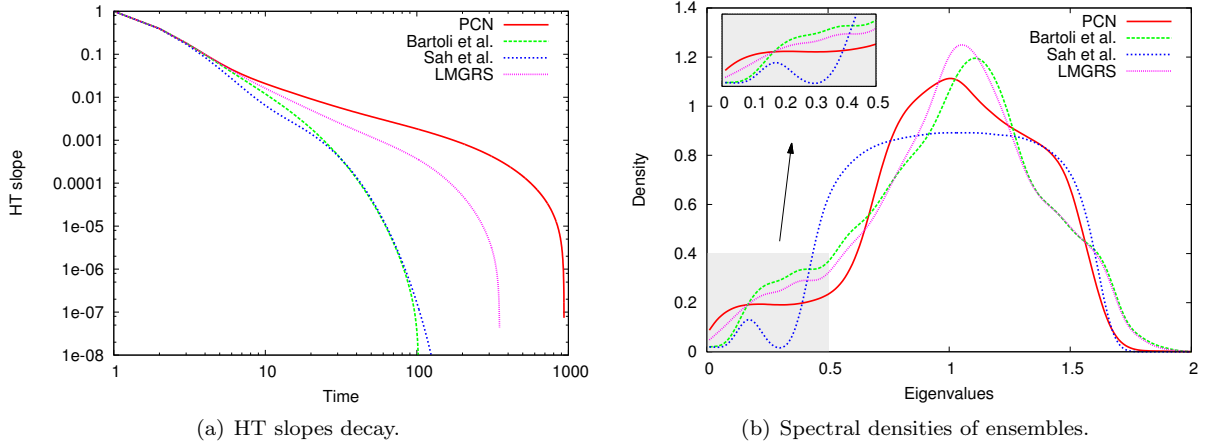 1
0.1
0.01
0.001
0.0001
1e-05
1e-06
1e-07
1e-08
HT slope
1 10 100 1000
Time
PCN
Bartoli et al.
Sah et al.
LMGRS
(a) HT slopes decay.
1.4
1.2
1
0.8
0.6
0.4
0.2
0
Density
0 0.5 1 1.5 2
Eigenvalues
0 0.1 0.2 0.3 0.4 0.5
PCN
Bartoli et al.
Sah et al.
LMGRS
(b) Spectral densities of ensembles.